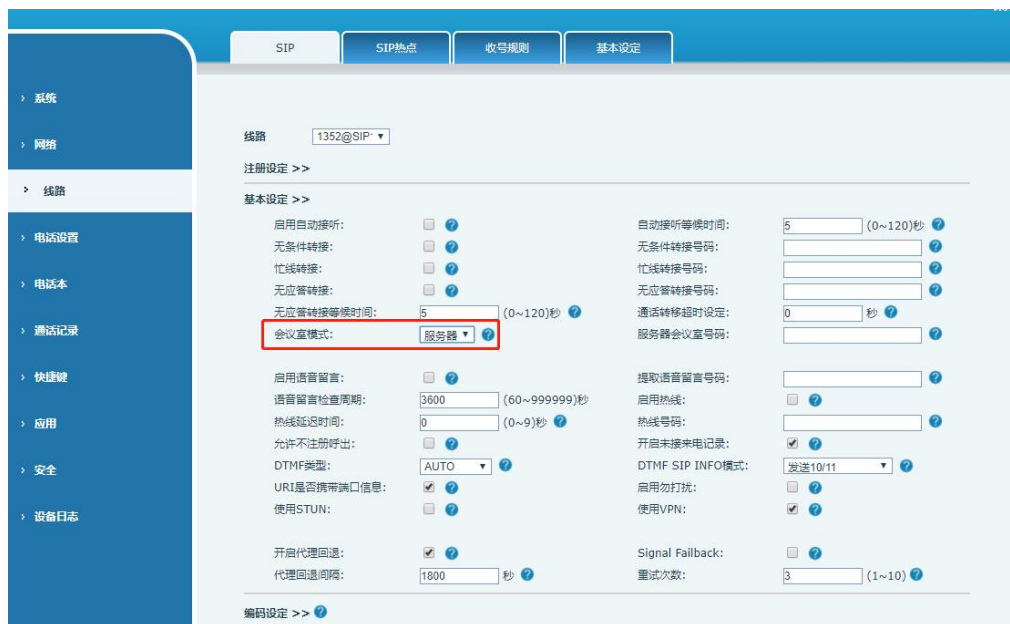 SIP SIP热点 收号规则 基本设定
系统
网络
线路
电话设置
电话本
通话记录
快捷键
应用
安全
设备日志
线路 1352@SIP
注册设定 >>
基本设定 >>
启用自动接听: 自动接听等候时间: 5 (0~120)秒
无条件转接: 无条件转接号码:
忙线转接: 忙线转接号码:
无应答转接: 无应答转接号码:
无应答转接等候时间: 5 (0~120)秒 通话转移超时设定: 0 秒
会议室模式: 服务器 服务器会议室号码:
启用语音留言: 提取语音留言号码:
语音留言检查周期: 3600 (60~999999)秒 启用热线:
热线延迟时间: 0 (0~9)秒 热线号码:
允许不注册呼出: 开启未接来电记录:
DTMF类型: AUTO DTMF SIP INFO模式: 发送10/11
URI是否携带端口信息: 启用勿打扰:
使用STUN: 使用VPN:
开启代理回退: Signal Failback:
代理回退间隔: 1800 秒 重试次数: 3 (1~10)
编码设定 >>